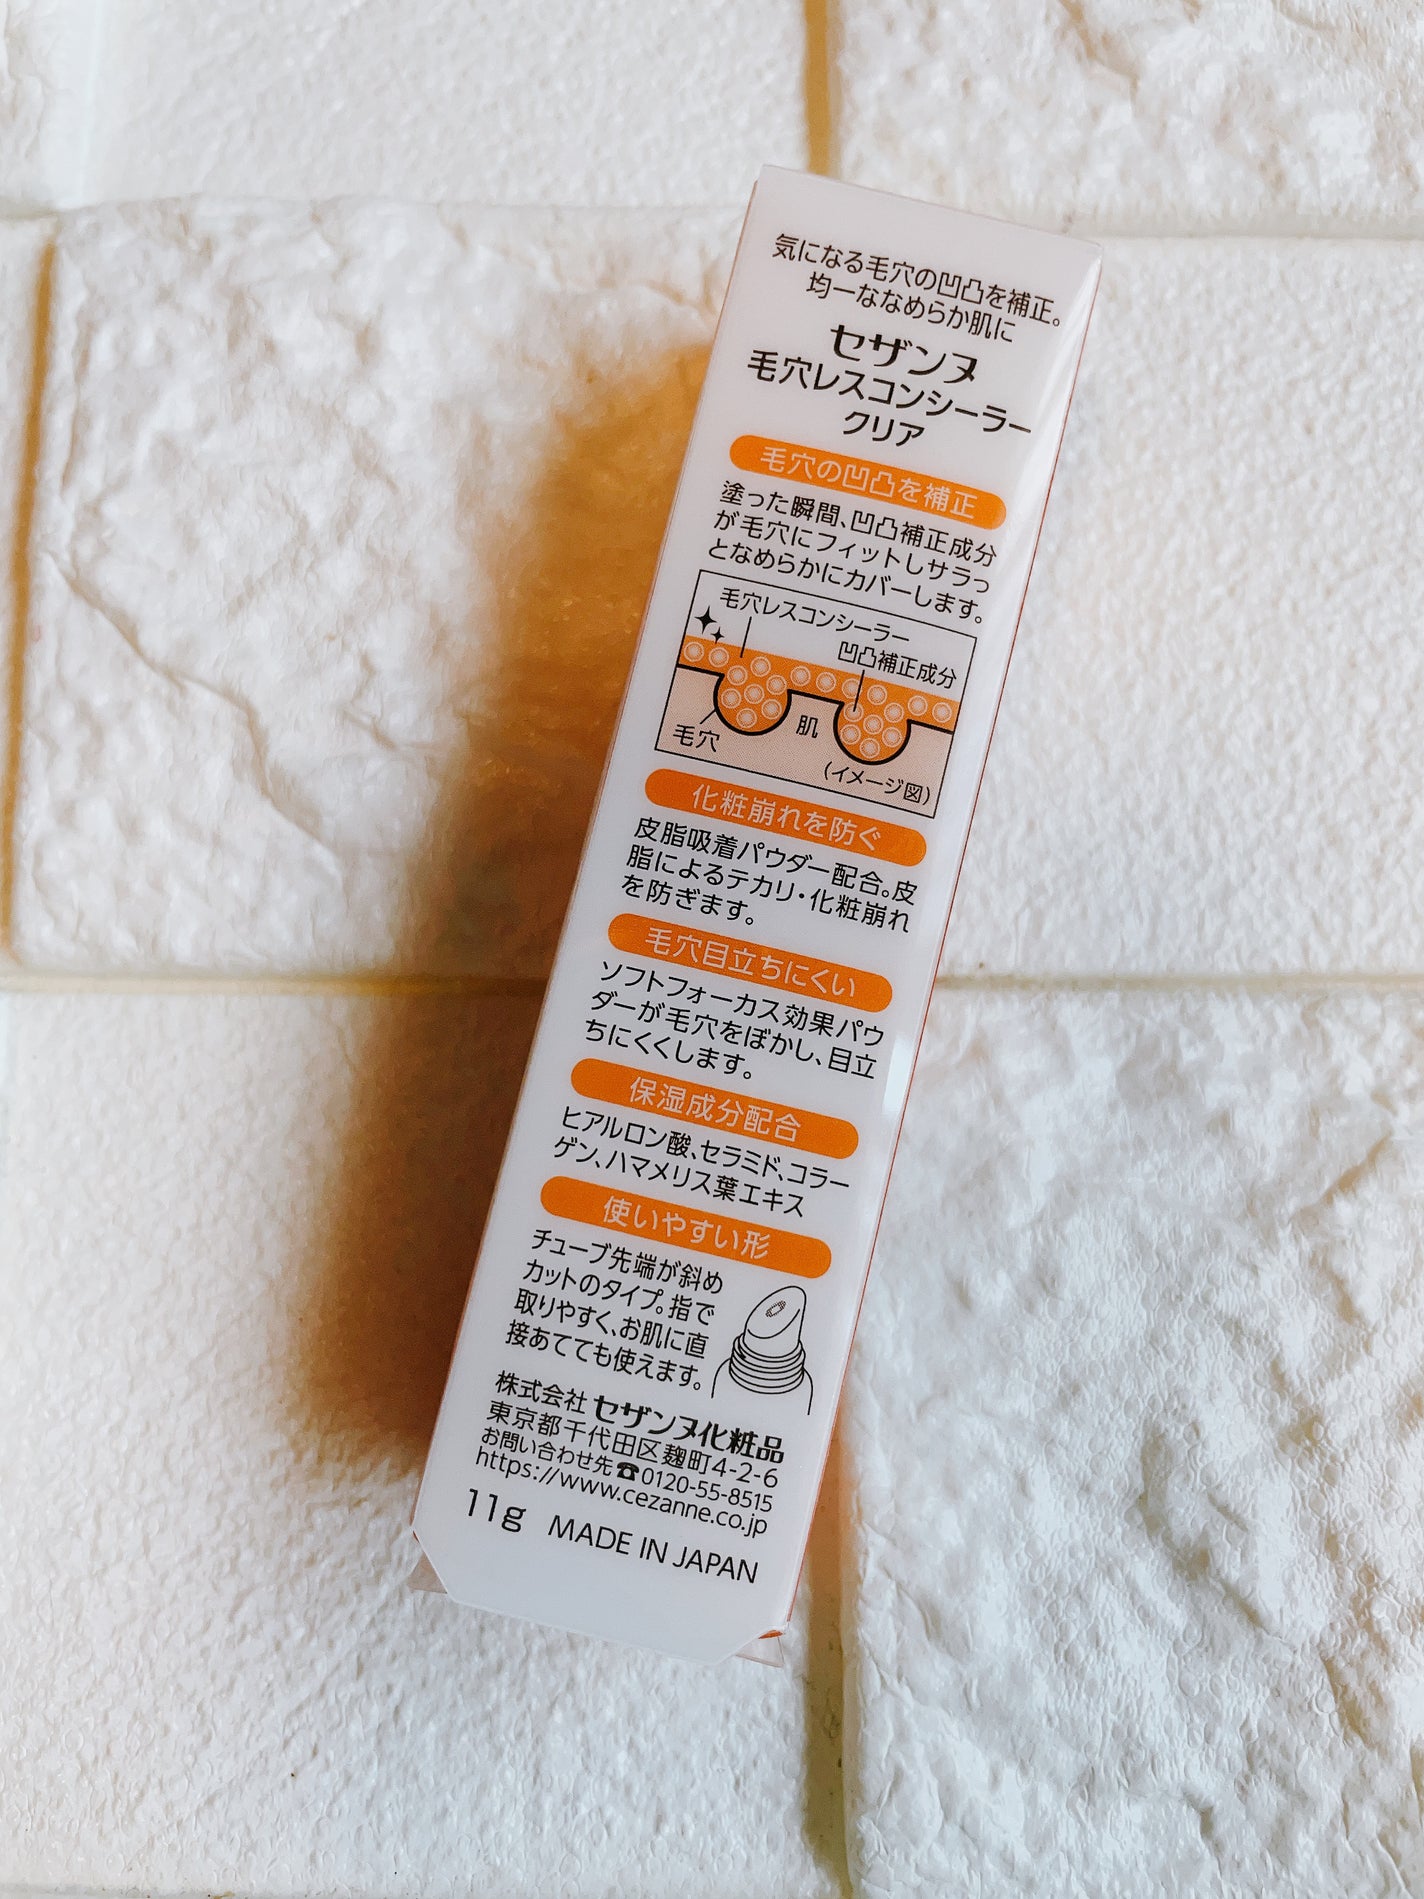 気になる毛穴の凹凸を補正。
均一ななめらか肌に
セザンヌ
毛穴レスコンシーラー
クリア
毛穴の凹凸を補正
塗った瞬間、凹凸補正成分
が毛穴にフィットしサラっ
となめらかにカバーします。
毛穴レスコンシーラー
凹凸補正成分
毛穴
肌
(イメージ図)
化粧崩れを防ぐ
皮脂吸着パウダー配合。皮
脂によるテカリ・化粧崩れ
を防ぎます。
毛穴目立ちにくい
ソフトフォーカス効果パウ
ダーが毛穴をぼかし、目立
ちにくくします。
保湿成分配合
ヒアルロン酸、セラミド、コラー
ゲン、ハマメリス葉エキス
使いやすい形
チューブ先端が斜め
カットのタイプ。指で
取りやすく、お肌に直
接あてても使えます。
株式会社 セザンヌ化粧品
東京都千代田区麹町4-2-6
お問い合わせ先☎0120-55-8515
https://www.cezanne.co.jp
11g MADE IN JAPAN